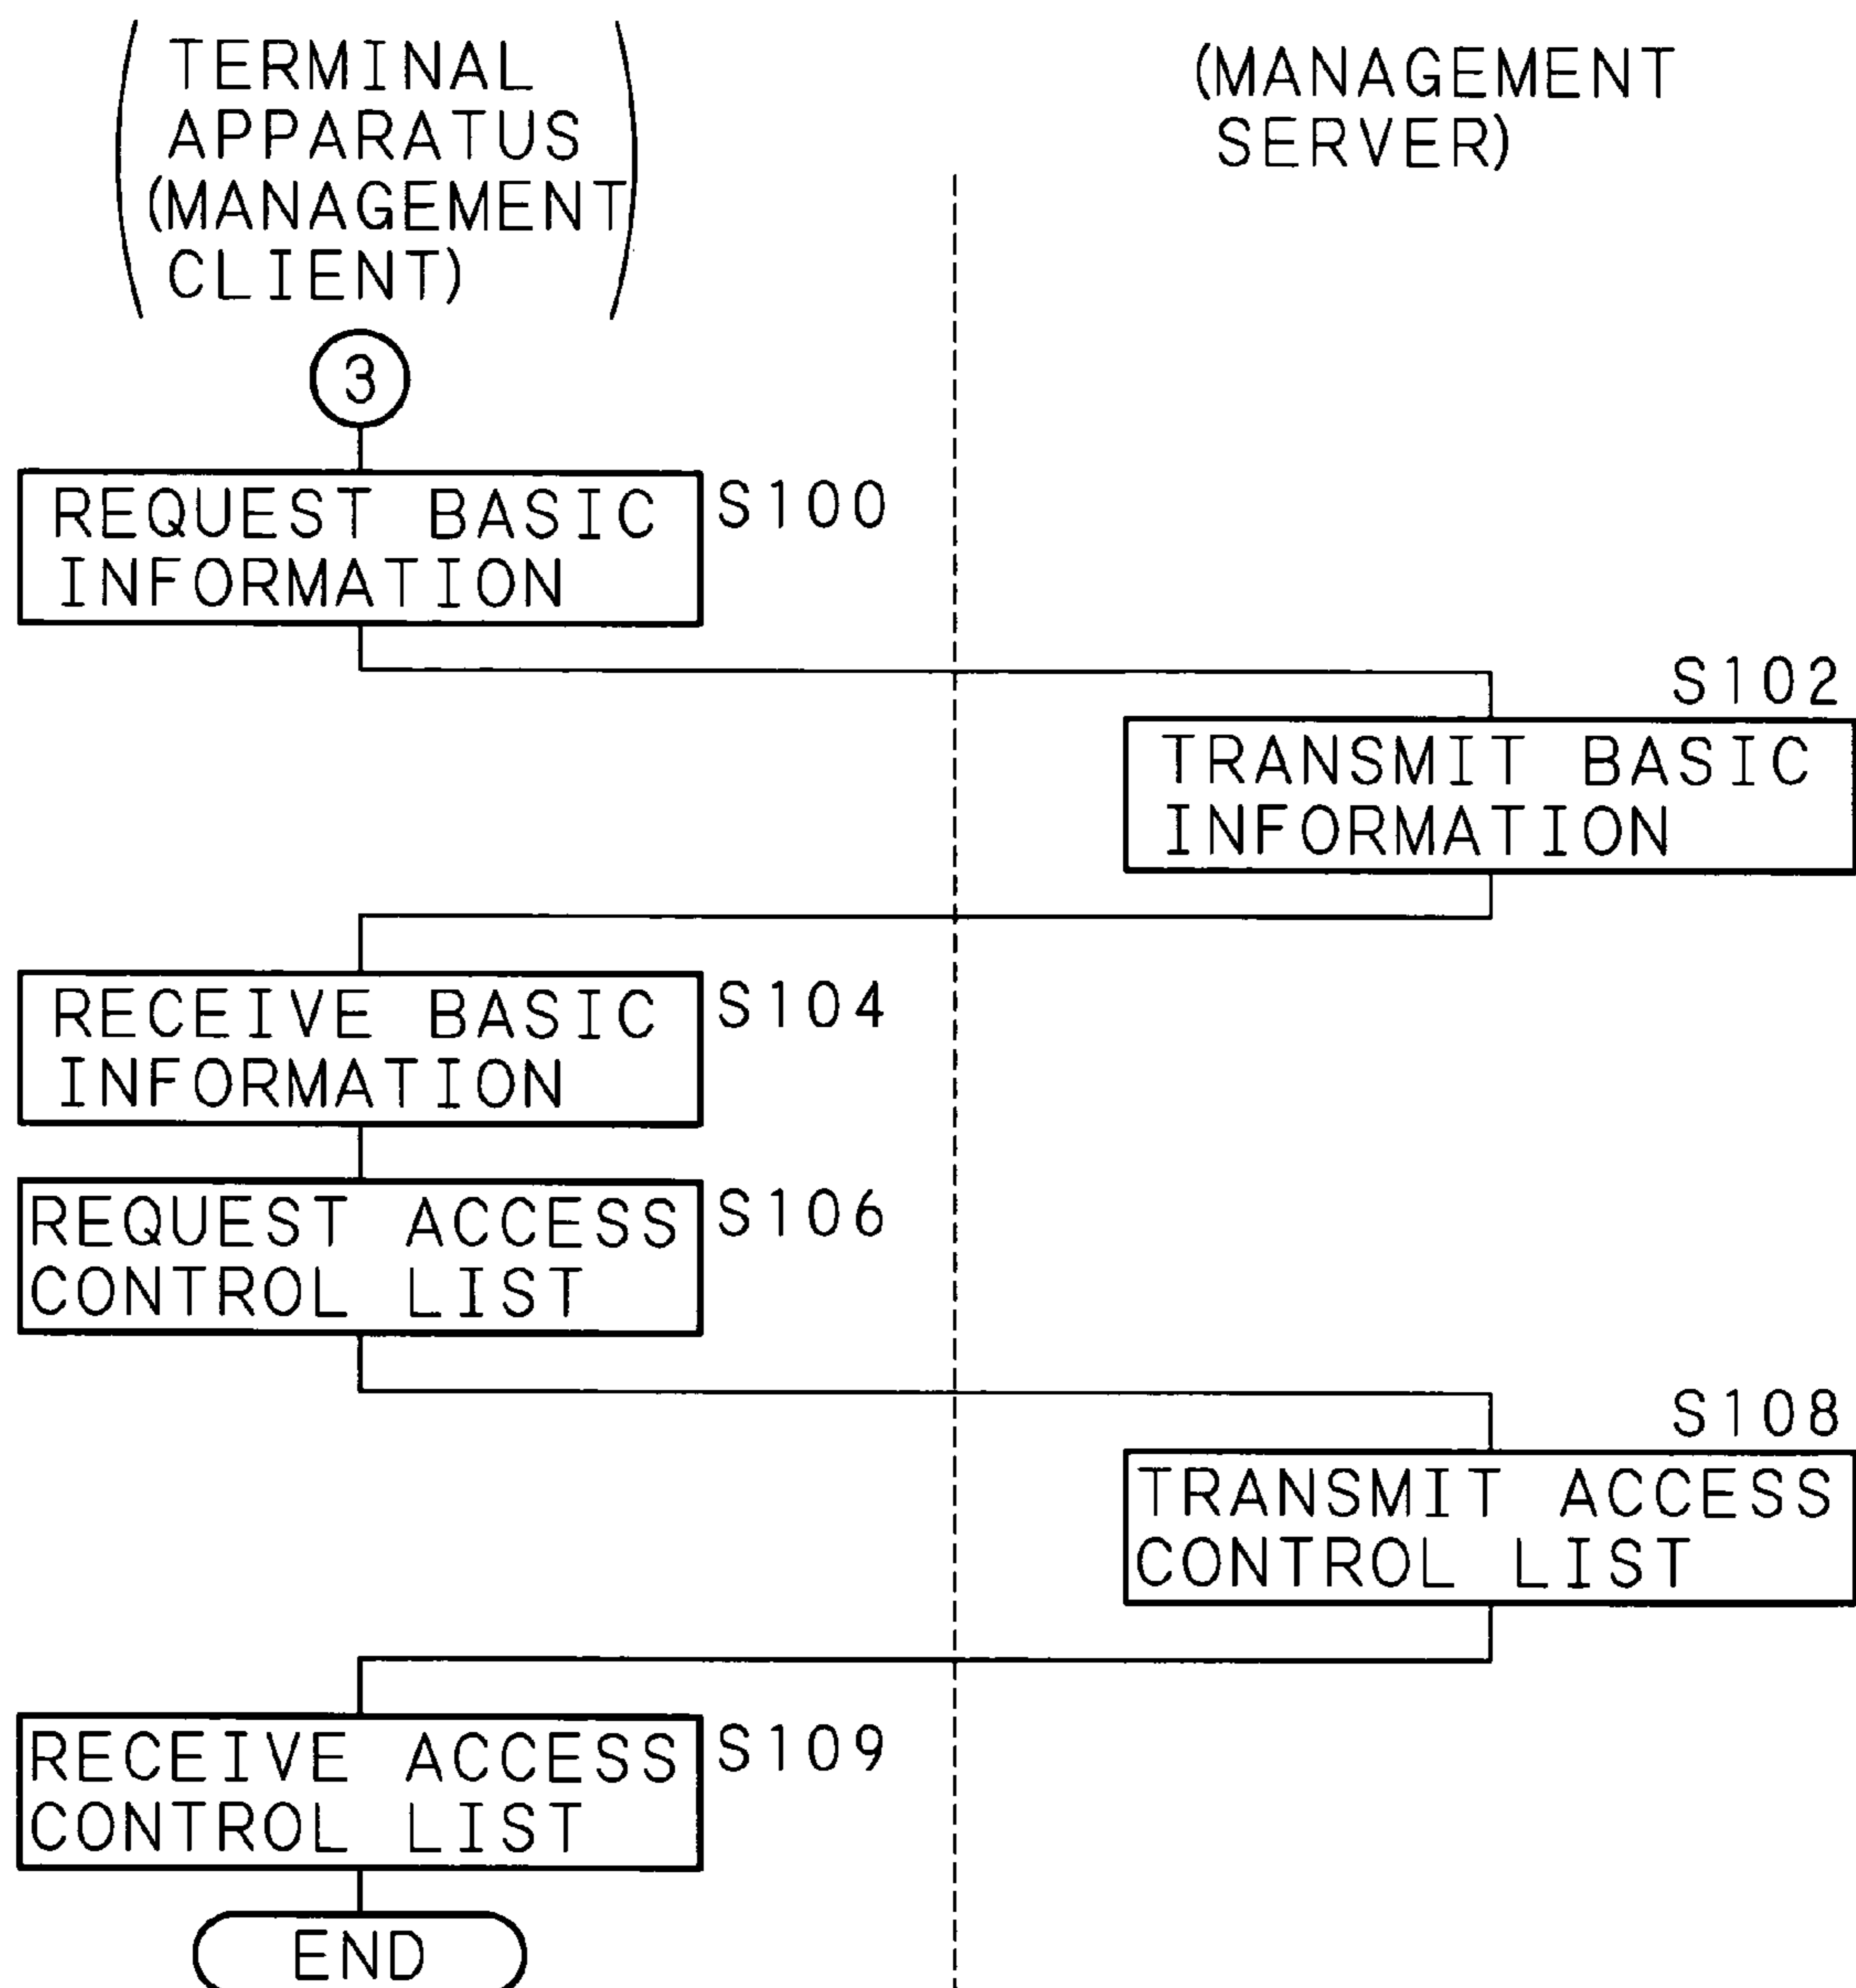 TERMINAL
APPARATUS
(MANAGEMENT
CLIENT)
(MANAGEMENT
SERVER)
3
REQUEST BASIC
INFORMATION
S100
S102
TRANSMIT BASIC
INFORMATION
RECEIVE BASIC
INFORMATION
S104
REQUEST ACCESS
CONTROL LIST
S106
S108
TRANSMIT ACCESS
CONTROL LIST
RECEIVE ACCESS
CONTROL LIST
S109
END